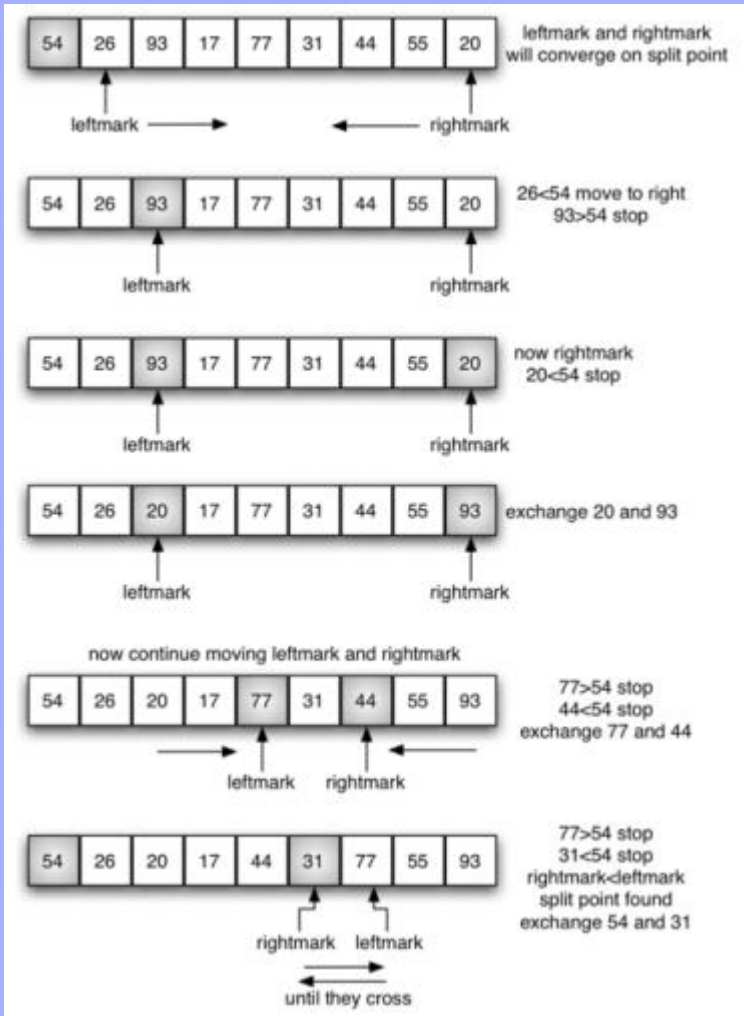 54 26 93 17 77 31 44 55 20
leftmark and rightmark
will converge on split point
leftmark rightmark
54 26 93 17 77 31 44 55 20
26<54 move to right
93>54 stop
leftmark rightmark
54 26 93 17 77 31 44 55 20
now rightmark
20<54 stop
leftmark rightmark
54 26 20 17 77 31 44 55 93
exchange 20 and 93
leftmark rightmark
now continue moving leftmark and rightmark
54 26 20 17 77 31 44 55 93
77>54 stop
44<54 stop
exchange 77 and 44
leftmark rightmark
54 26 20 17 44 31 77 55 93
77>54 stop
31<54 stop
rightmark<leftmark
split point found
exchange 54 and 31
rightmark leftmark
until they cross